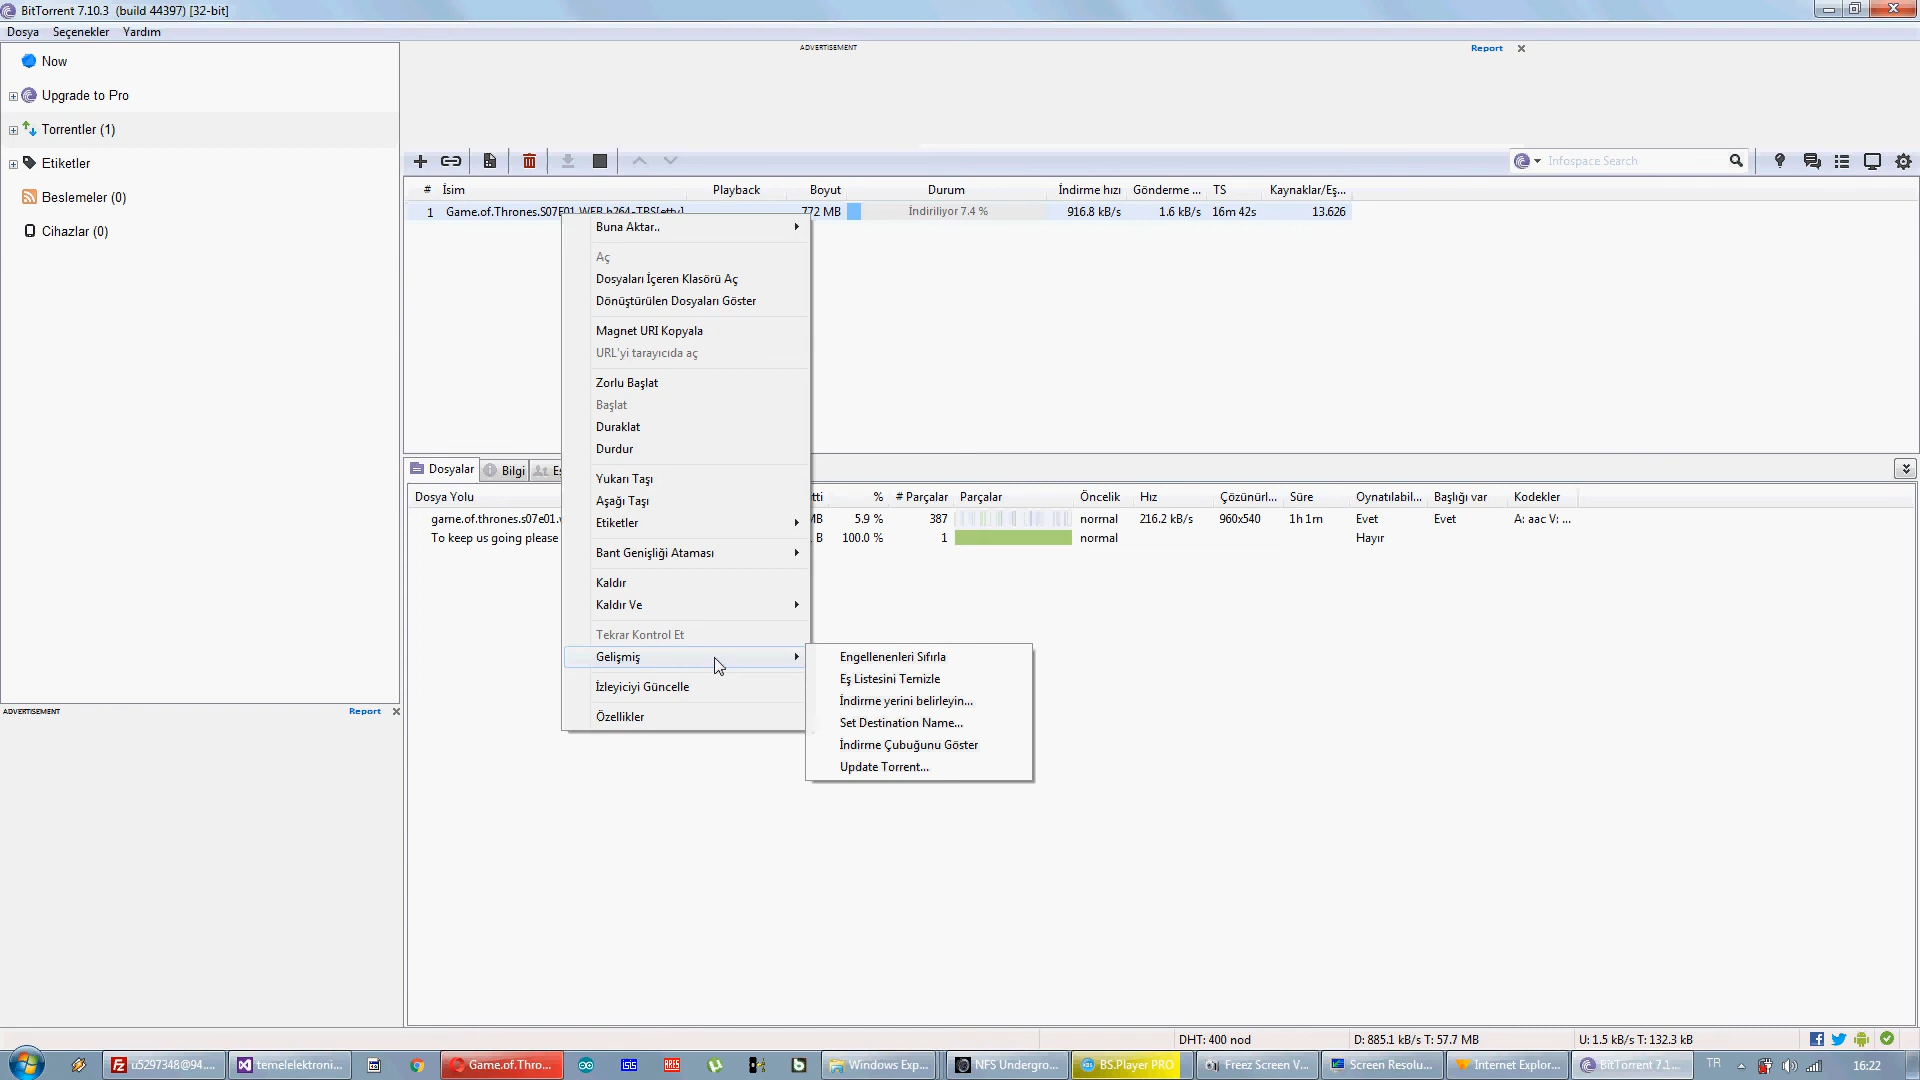 BitTorrent 7.10.3 (build 44397) [32-bit]
Dosya Seçenekler Yardım
ADVERTISEMENT Report
Now
Upgrade to Pro
Torrentler (1)
Etiketler
Beslemeler (0)
Cihazlar (0)
Infospace Search
# İsim Playback Boyut Durum İndirme hızı Gönderme ... TS Kaynaklar/Eş...
1 Game.of.Thrones.S07E01.WEB.h264-TBS[ettv] 772 MB İndiriliyor 7.4 % 916.8 kB/s 1.6 kB/s 16m 42s 13.626
Buna Aktar..
Aç
Dosyaları İçeren Klasörü Aç
Dönüştürülen Dosyaları Göster
Magnet URI Kopyala
URL'yi tarayıcıda aç
Zorlu Başlat
Başlat
Duraklat
Durdur
Yukarı Taşı
Aşağı Taşı
Etiketler
Bant Genişliği Ataması
Kaldır
Kaldır Ve
Tekrar Kontrol Et
Gelişmiş
İzleyiciyi Güncelle
Özellikler
Engellenenleri Sıfırla
Eş Listesini Temizle
İndirme yerini belirleyin...
Set Destination Name...
İndirme Çubuğunu Göster
Update Torrent...
Dosyalar Bilgi
Dosya Yolu % # Parçalar Parçalar Öncelik Hız Çözünürl... Süre Oynatılabil... Başlığı var Kodekler
game.of.thrones.s07e01. MB 5.9 % 387 normal 216.2 kB/s 960x540 1h 1m Evet Evet A: aac V: ...
To keep us going please B 100.0 % 1 normal Hayır
ADVERTISEMENT Report
DHT: 400 nod D: 885.1 kB/s T: 57.7 MB U: 1.5 kB/s T: 132.3 kB
u5297348@94.... temelelektroni... Game.of.Thro... ISIS ARES Windows Exp... NFS Undergro... BS.Player PRO Freez Screen V... Screen Resolu... Internet Explor... BitTorrent 7.1... TR 16:22